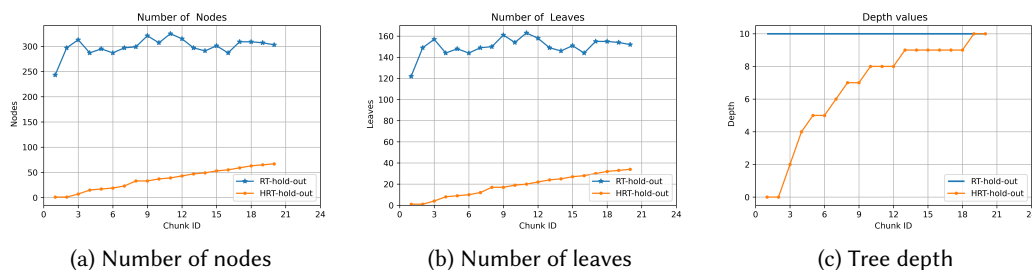 Number of  Nodes
300
250
200
150
100
50
0
Nodes
0
3
6
9
12
15
18
21
24
Chunk ID
RT-hold-out
HRT-hold-out
(a) Number of nodes
Number of  Leaves
160
140
120
100
80
60
40
20
0
Leaves
0
3
6
9
12
15
18
21
24
Chunk ID
RT-hold-out
HRT-hold-out
(b) Number of leaves
Depth values
10
8
6
4
2
0
Depth
3
6
9
12
15
18
21
2
Chunk ID
RT-hold-out
HRT-hold-out
(c) Tree depth